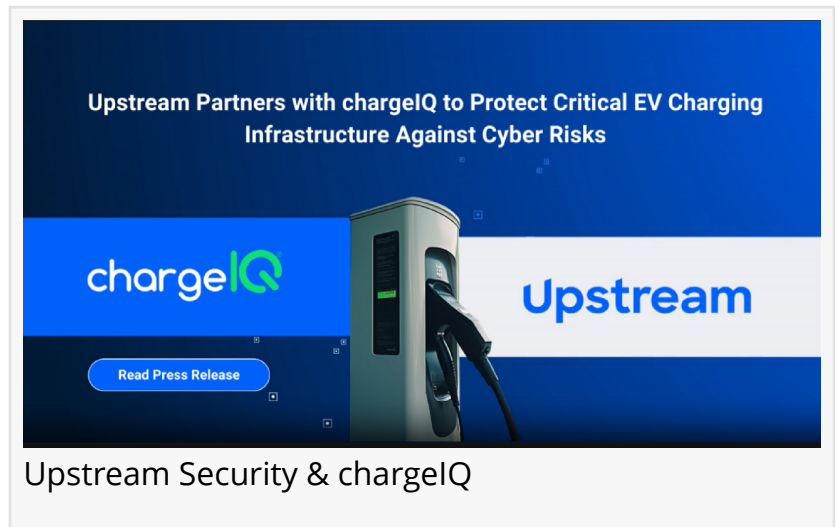 Upstream Partners with chargeIQ to Protect Critical EV Charging
Infrastructure Against Cyber Risks
chargeIQ
Upstream
Read Press Release
Upstream Security & chargeIQ